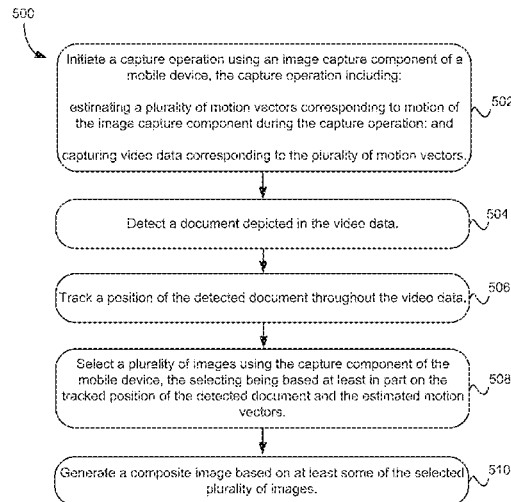 500
Initiate a capture operation using an image capture component of a
mobile device, the capture operation including:
estimating a plurality of motion vectors corresponding to motion of
the image capture component during the capture operation; and
capturing video data corresponding to the plurality of motion vectors.
502
Detect a document depicted in the video data.
504
Track a position of the detected document throughout the video data.
506
Select a plurality of images using the capture component of the
mobile device, the selecting being based at least in part on the
tracked position of the detected document and the estimated motion
vectors.
508
Generate a composite image based on at least some of the selected
plurality of images.
510